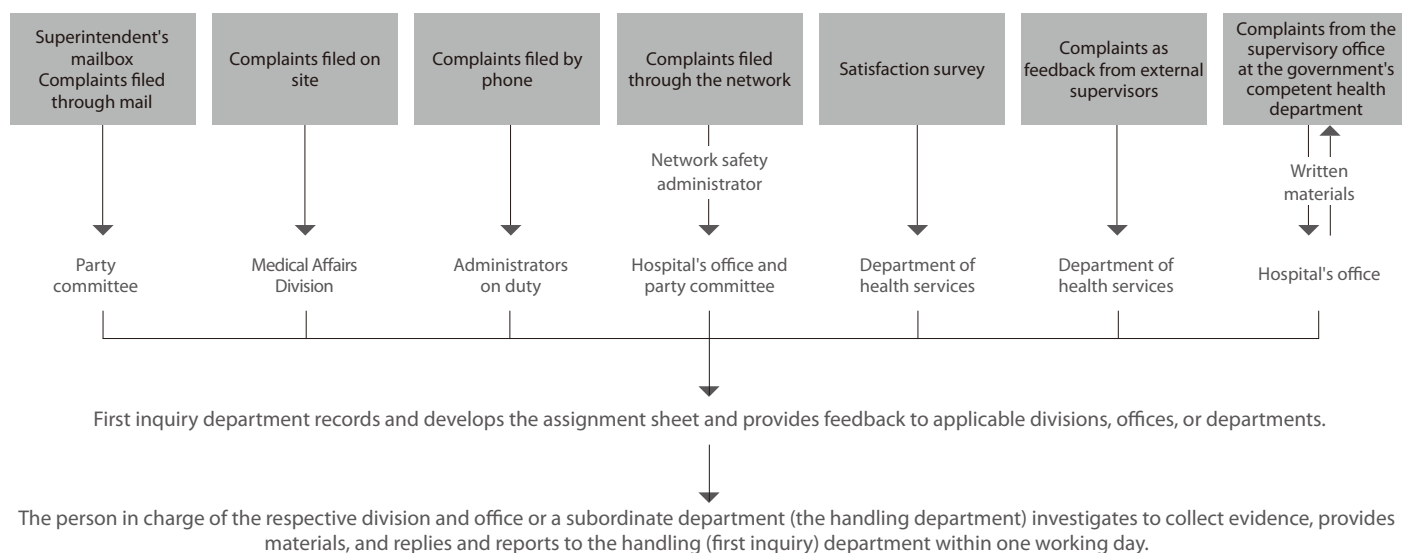 Superintendent's
mailbox
Complaints filed
through mail
Complaints filed on
site
Complaints filed by
phone
Complaints filed
through the network
Satisfaction survey
Complaints as
feedback from external
supervisors
Complaints from the
supervisory office
at the government's
competent health
department
Network safety
administrator
Written
materials
Party
committee
Medical Affairs
Division
Administrators
on duty
Hospital's office and
party committee
Department of
health services
Department of
health services
Hospital's office
First inquiry department records and develops the assignment sheet and provides feedback to applicable divisions, offices, or departments.
The person in charge of the respective division and office or a subordinate department (the handling department) investigates to collect evidence, provides
materials, and replies and reports to the handling (first inquiry) department within one working day.